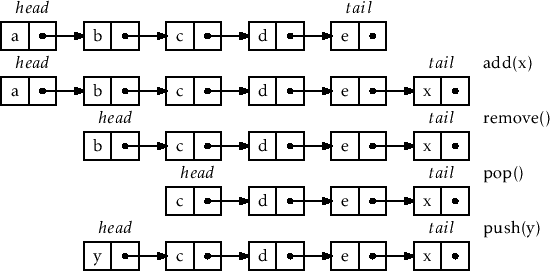 head tail
a b c d e
head tail add(x)
a b c d e x
head tail remove()
b c d e x
head tail pop()
c d e x
head tail push(y)
y c d e x